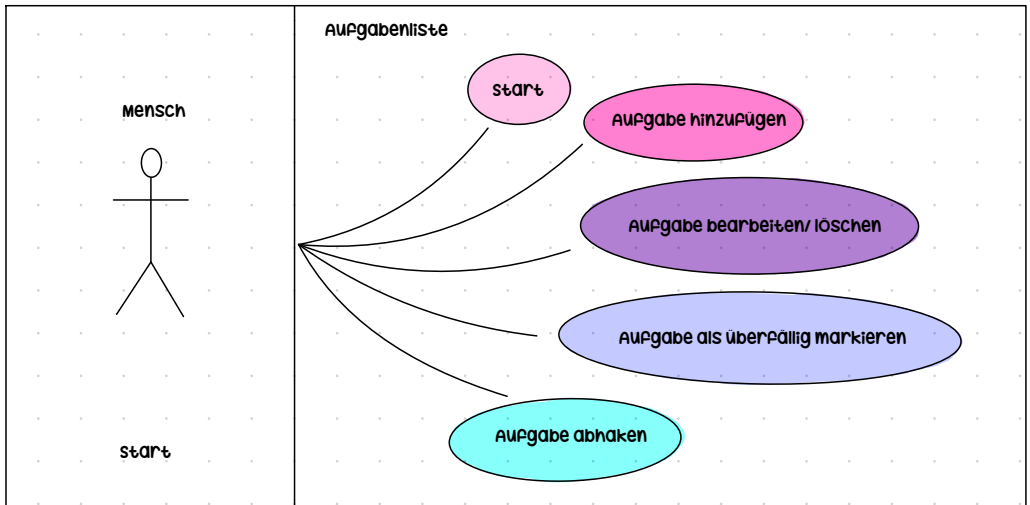 Aufgabenliste
Start
Mensch
Aufgabe hinzufügen
Aufgabe bearbeiten/ löschen
Aufgabe als überfällig markieren
Aufgabe abhaken
Start